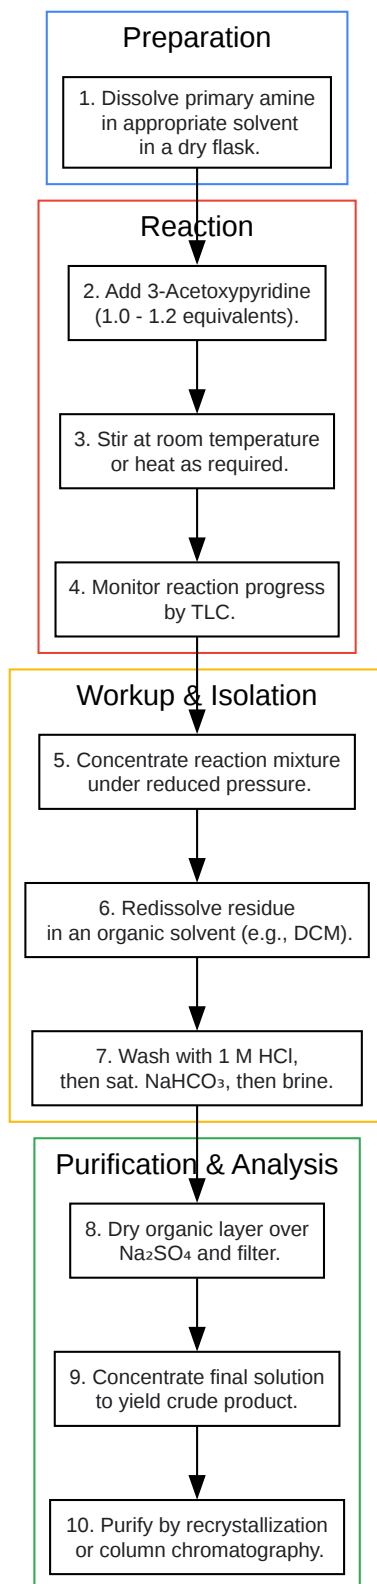 Preparation
1. Dissolve primary amine
in appropriate solvent
in a dry flask.
Reaction
2. Add 3-Acetoxypyridine
(1.0 - 1.2 equivalents).
3. Stir at room temperature
or heat as required.
4. Monitor reaction progress
by TLC.
Workup & Isolation
5. Concentrate reaction mixture
under reduced pressure.
6. Redissolve residue
in an organic solvent (e.g., DCM).
7. Wash with 1 M HCl,
then sat. NaHCO₃, then brine.
Purification & Analysis
8. Dry organic layer over
Na₂SO₄ and filter.
9. Concentrate final solution
to yield crude product.
10. Purify by recrystallization
or column chromatography.